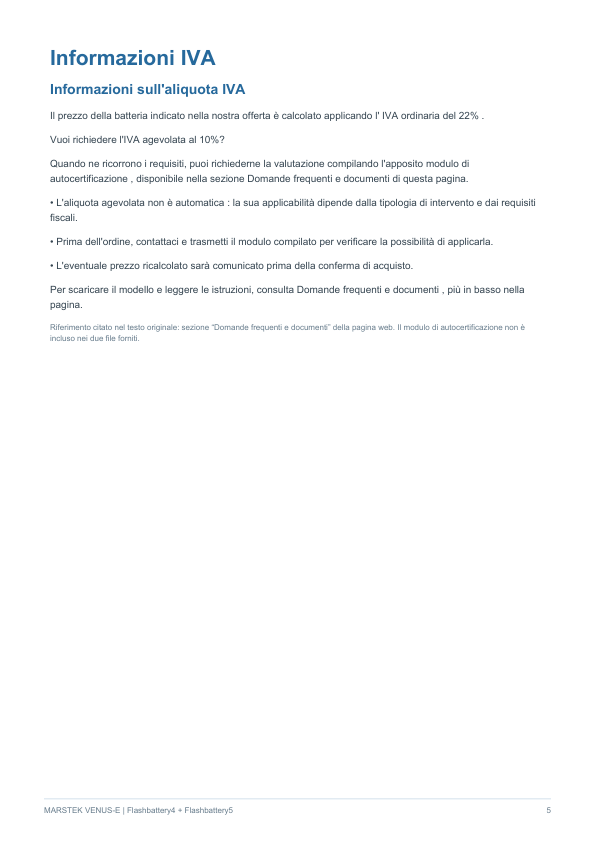 Informazioni IVA
Informazioni sull'aliquota IVA
Il prezzo della batteria indicato nella nostra offerta è calcolato applicando l' IVA ordinaria del 22% .
Vuoi richiedere l'IVA agevolata al 10%?
Quando ne ricorrono i requisiti, puoi richiederne la valutazione compilando l'apposito modulo di
autocertificazione , disponibile nella sezione Domande frequenti e documenti di questa pagina.
• L'aliquota agevolata non è automatica : la sua applicabilità dipende dalla tipologia di intervento e dai requisiti
fiscali.
• Prima dell'ordine, contattaci e trasmetti il modulo compilato per verificare la possibilità di applicarla.
• L'eventuale prezzo ricalcolato sarà comunicato prima della conferma di acquisto.
Per scaricare il modello e leggere le istruzioni, consulta Domande frequenti e documenti , più in basso nella
pagina.
Riferimento citato nel testo originale: sezione “Domande frequenti e documenti” della pagina web. Il modulo di autocertificazione non è
incluso nei due file forniti.
MARSTEK VENUS-E | Flashbattery4 + Flashbattery5 5